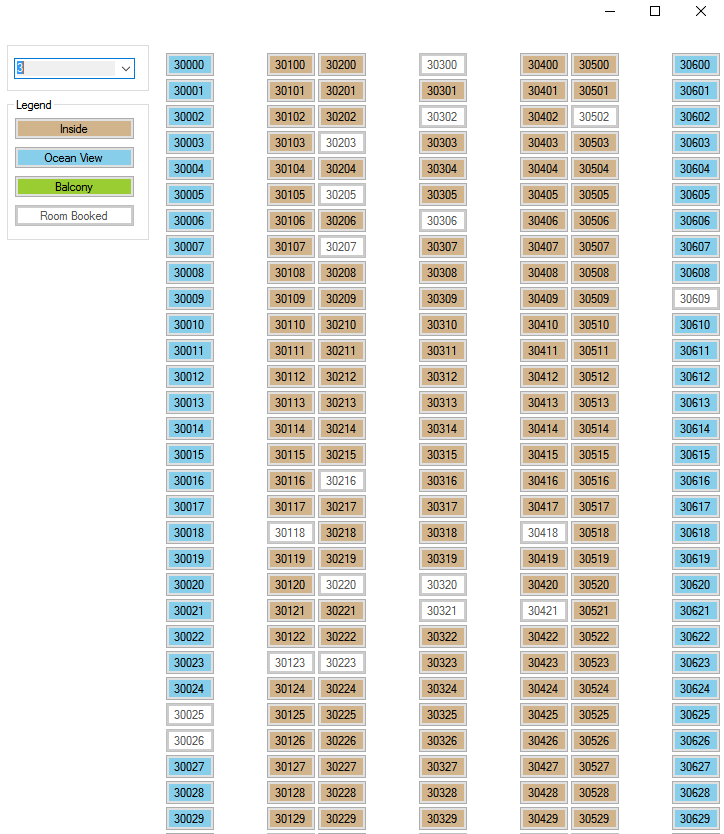 3
30000 30100 30200 30300 30400 30500 30600
30001 30101 30201 30301 30401 30501 30601
Legend
30002 30102 30202 30302 30402 30502 30602
Inside
30003 30103 30203 30303 30403 30503 30603
Ocean View
30004 30104 30204 30304 30404 30504 30604
Balcony
30005 30105 30205 30305 30405 30505 30605
Room Booked
30006 30106 30206 30306 30406 30506 30606
30007 30107 30207 30307 30407 30507 30607
30008 30108 30208 30308 30408 30508 30608
30009 30109 30209 30309 30409 30509 30609
30010 30110 30210 30310 30410 30510 30610
30011 30111 30211 30311 30411 30511 30611
30012 30112 30212 30312 30412 30512 30612
30013 30113 30213 30313 30413 30513 30613
30014 30114 30214 30314 30414 30514 30614
30015 30115 30215 30315 30415 30515 30615
30016 30116 30216 30316 30416 30516 30616
30017 30117 30217 30317 30417 30517 30617
30018 30118 30218 30318 30418 30518 30618
30019 30119 30219 30319 30419 30519 30619
30020 30120 30220 30320 30420 30520 30620
30021 30121 30221 30321 30421 30521 30621
30022 30122 30222 30322 30422 30522 30622
30023 30123 30223 30323 30423 30523 30623
30024 30124 30224 30324 30424 30524 30624
30025 30125 30225 30325 30425 30525 30625
30026 30126 30226 30326 30426 30526 30626
30027 30127 30227 30327 30427 30527 30627
30028 30128 30228 30328 30428 30528 30628
30029 30129 30229 30329 30429 30529 30629